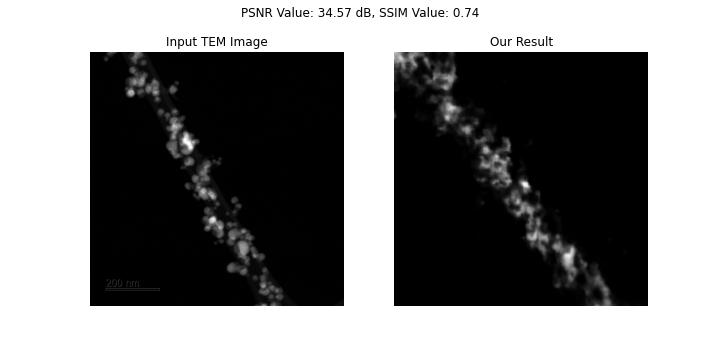 PSNR Value: 34.57 dB, SSIM Value: 0.74
Input TEM Image
Our Result
200 nm